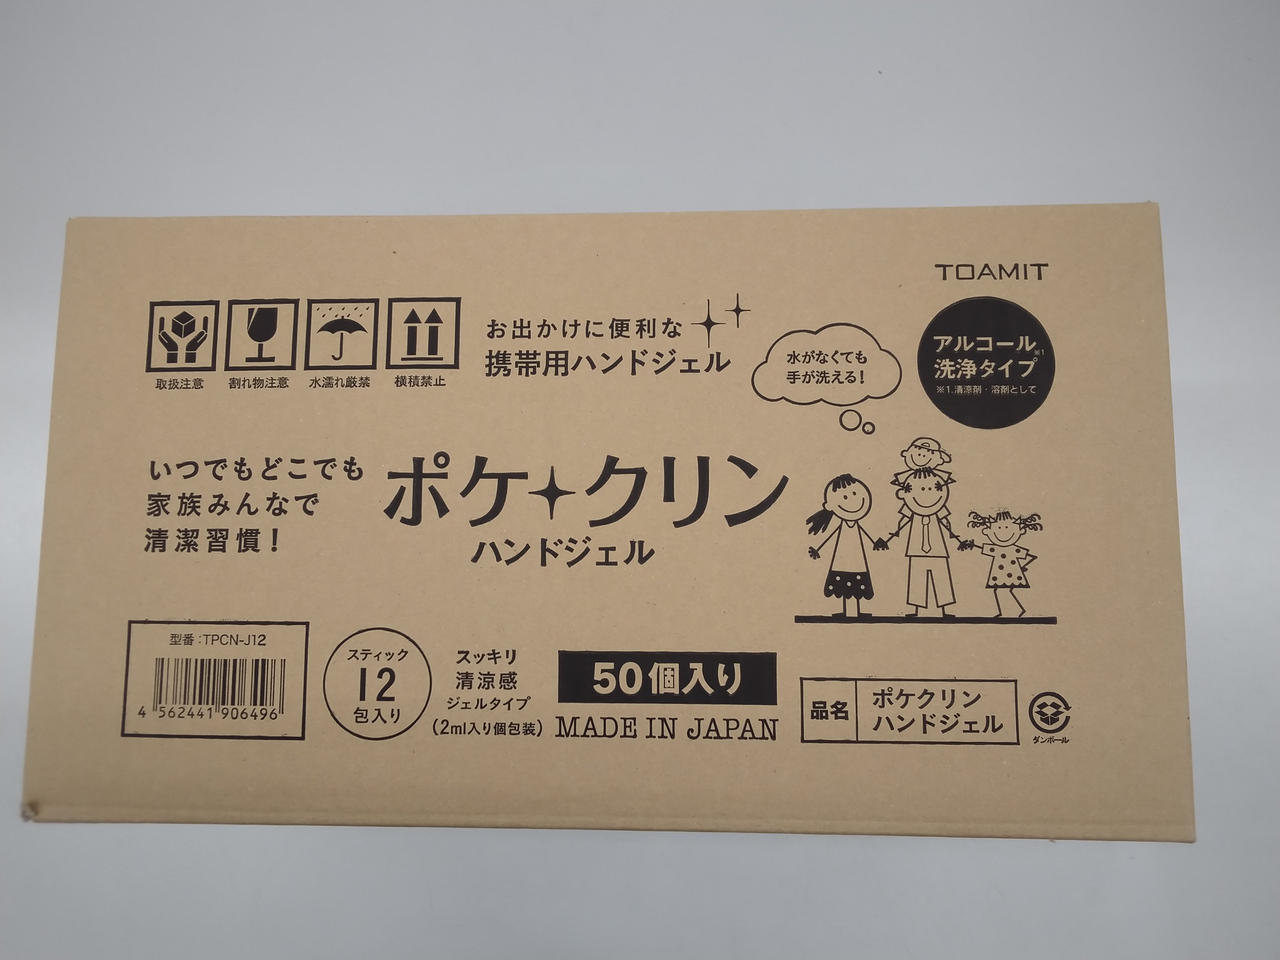 TOAMIT
取扱注意
割れ物注意
水濡れ厳禁
横積禁止
お出かけに便利な
携帯用ハンドジェル
水がなくても
手が洗える!
アルコール
洗浄タイプ※1
※1.清涼剤・溶剤として
いつでもどこでも
家族みんなで
清潔習慣!
ポケクリン
ハンドジェル
型番:TPCN-J12
4 562441 906496
スティック
12
包入り
スッキリ
清涼感
ジェルタイプ
(2ml入り個包装)
50個入り
MADE IN JAPAN
品名
ポケクリン
ハンドジェル
ダンボール